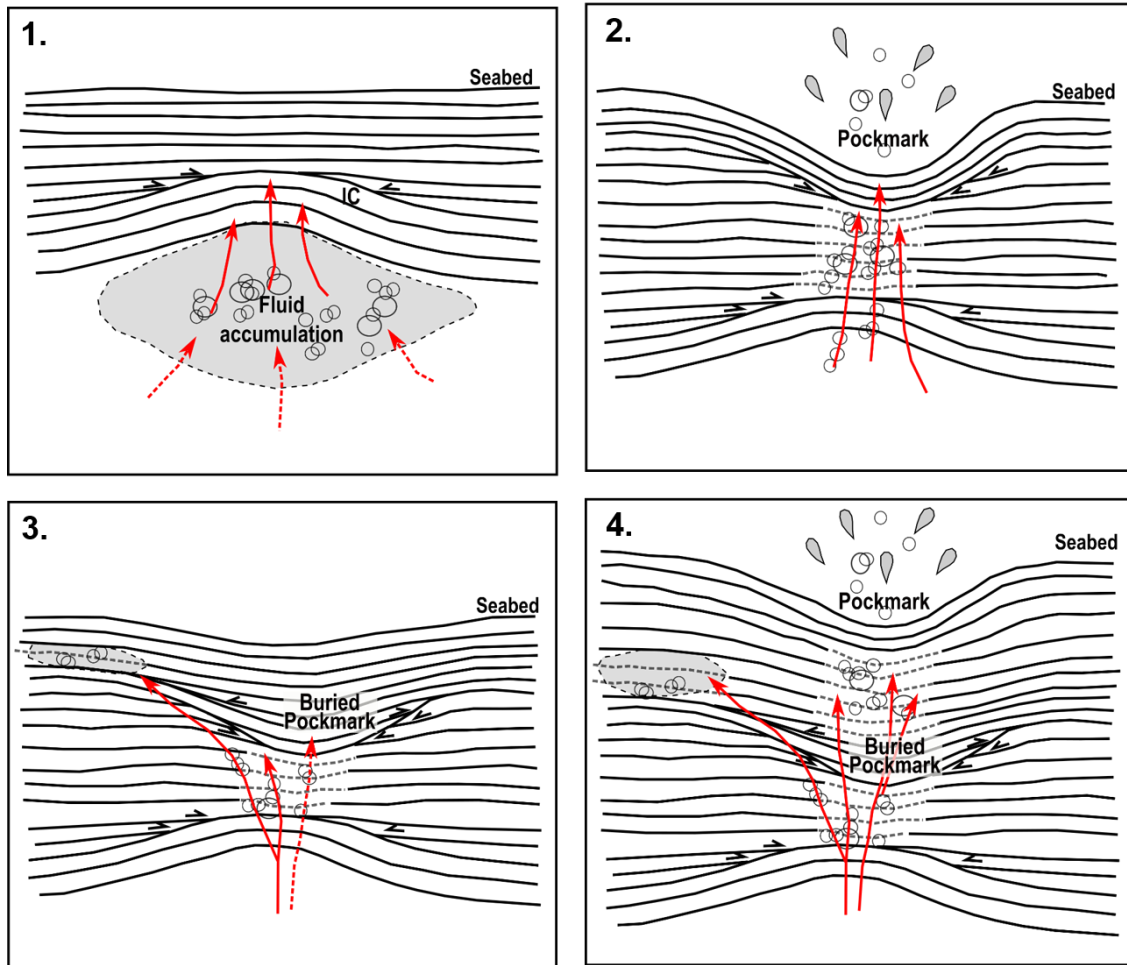 1.
Seabed
IC
Fluid
accumulation
2.
Seabed
Pockmark
3.
Seabed
Buried
Pockmark
4.
Seabed
Pockmark
Buried
Pockmark